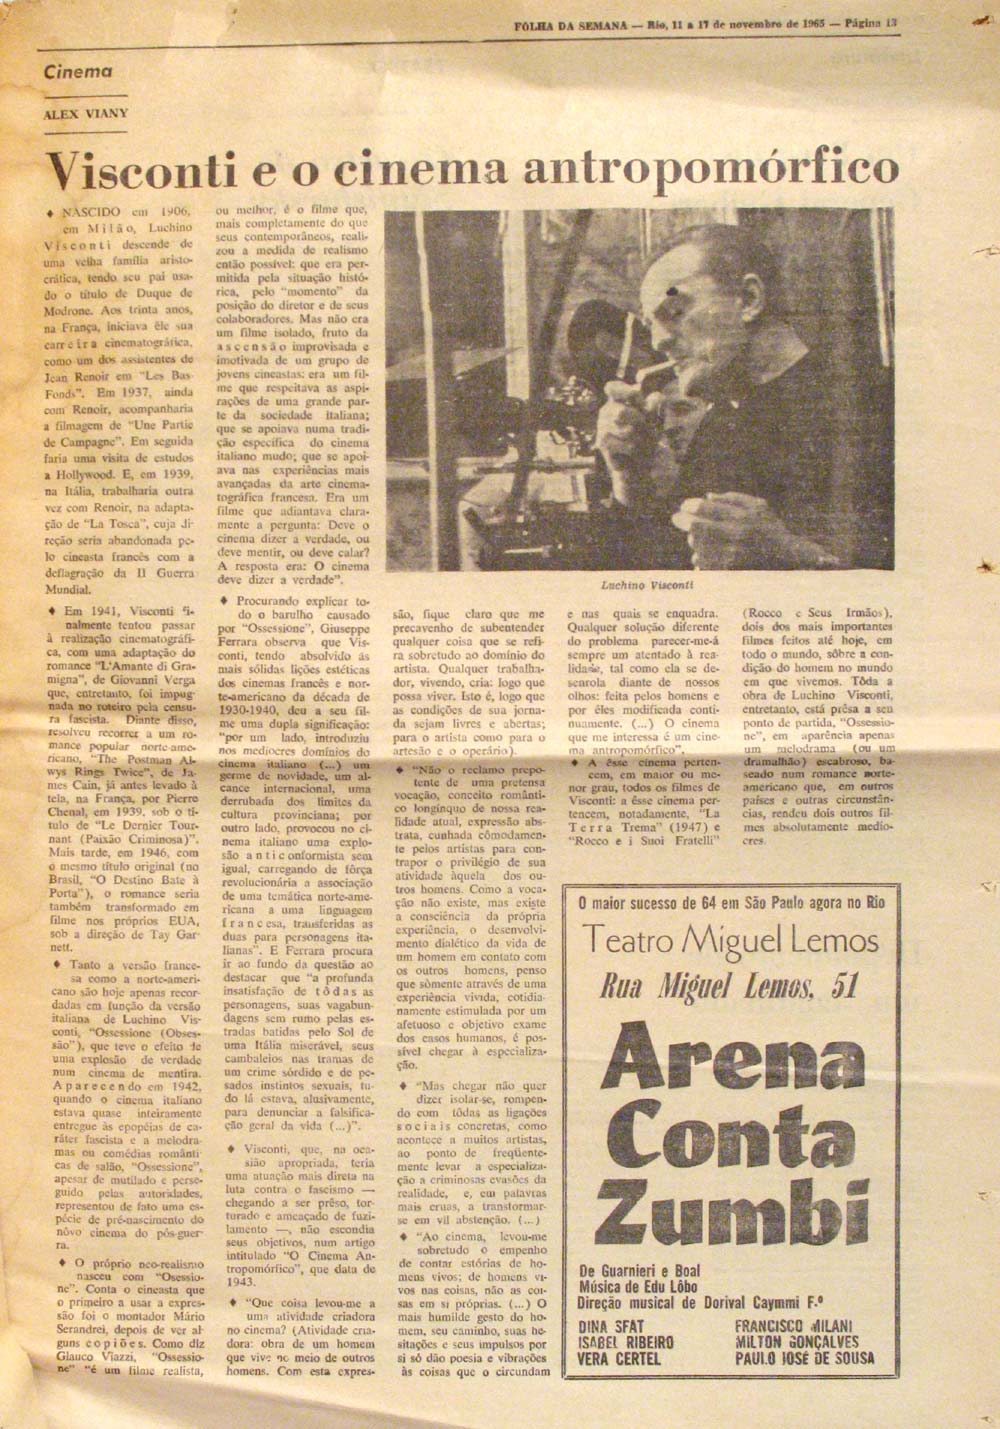 FOLHA DA SEMANA — Rio, 11 a 17 de novembro de 1965 — Página 13
Cinema
ALEX VIANY
Visconti e o cinema antropomórfico
♦ NASCIDO em 1906,
em Milão, Luchino
Visconti descende de
uma velha família aristo-
crática, tendo seu pai usa-
do o título de Duque de
Modrone. Aos trinta anos,
na França, iniciava êle sua
carreira cinematográfica,
como um dos assistentes de
Jean Renoir em "Les Bas-
Fonds". Em 1937, ainda
com Renoir, acompanharia
a filmagem de "Une Partie
de Campagne". Em seguida
faria uma visita de estudos
a Hollywood. E, em 1939,
na Itália, trabalharia outra
vez com Renoir, na adapta-
ção de "La Tosca", cuja di-
reção seria abandonada pe-
lo cineasta francês com a
deflagração da II Guerra
Mundial.
♦ Em 1941, Visconti fi-
nalmente tentou passar
à realização cinematográfi-
ca, com uma adaptação do
romance "L'Amante di Gra-
migna", de Giovanni Verga
que, entretanto, foi impug-
nada no roteiro pela censu-
ra fascista. Diante disso,
resolveu recorrer a um ro-
mance popular norte-ame-
ricano, "The Postman Al-
wys Rings Twice", de Ja-
mes Cain, já antes levado à
tela, na França, por Pierre
Chenal, em 1939, sob o tí-
tulo de "Le Dernier Tour-
nant (Paixão Criminosa)".
Mais tarde, em 1946, com
o mesmo título original (no
Brasil, "O Destino Bate à
Porta"), o romance seria
também transformado em
filme nos próprios EUA,
sob a direção de Tay Gar-
nett.
♦ Tanto a versão france-
sa como a norte-ameri-
cano são hoje apenas recor-
dadas em função da versão
italiana de Luchino Vis-
conti, "Ossessione (Obses-
são"), que teve o efeito de
uma explosão de verdade
num cinema de mentira.
Aparecendo em 1942,
quando o cinema italiano
estava quase inteiramente
entregue às epopéias de ca-
ráter fascista e a melodra-
mas ou comédias românti-
cas de salão, "Ossessione",
apesar de mutilado e perse-
guido pelas autoridades,
representou de fato uma es-
pécie de pré-nascimento do
nôvo cinema do pós-guer-
ra.
♦ O próprio neo-realismo
nasceu com "Osessio-
ne". Conta o cineasta que
o primeiro a usar a expres-
são foi o montador Mário
Serandrei, depois de ver al-
guns copiões. Como diz
Glauco Viazzi, "Ossessio-
ne" "é um filme realista,
ou melhor, é o filme que,
mais completamente do que
seus contemporâneos, reali-
zou a medida de realismo
então possível: que era per-
mitida pela situação histó-
rica, pelo "momento" da
posição do diretor e de seus
colaboradores. Mas não era
um filme isolado, fruto da
ascensão improvisada e
imotivada de um grupo de
jovens cineastas: era um fil-
me que respeitava as aspi-
rações de uma grande par-
te da sociedade italiana;
que se apoiava numa tradi-
ção específica do cinema
italiano mudo; que se apoi-
ava nas experiências mais
avançadas da arte cinema-
tográfica francesa. Era um
filme que adiantava clara-
mente a pergunta: Deve o
cinema dizer a verdade, ou
deve mentir, ou deve calar?
A resposta era: O cinema
deve dizer a verdade".
♦ Procurando explicar to-
do o barulho causado
por "Ossessione", Giuseppe
Ferrara observa que Vis-
conti, tendo absolvido as
mais sólidas lições estéticas
dos cinemas francês e nor-
te-americano da década de
1930-1940, deu a seu fil-
me uma dupla significação:
"por um lado, introduziu
nos medíocres domínios do
cinema italiano (...) um
germe de novidade, um al-
cance internacional, uma
derrubada dos limites da
cultura provinciana; por
outro lado, provocou no ci-
nema italiano uma explo-
são anticonformista sem
igual, carregando de fôrça
revolucionária a associação
de uma temática norte-ame-
ricana a uma linguagem
francesa, transferidas as
duas para personagens ita-
lianas". E Ferrara procura
ir ao fundo da questão ao
destacar que "a profunda
insatisfação de tôdas as
personagens, suas vagabun-
dagens sem rumo pelas es-
tradas batidas pelo Sol de
uma Itália miserável, seus
cambaleios nas tramas de
um crime sórdido e de pe-
sados instintos sexuais, tu-
do lá estava, alusivamente,
para denunciar a falsifica-
ção geral da vida (...)".
♦ Visconti, que, na oca-
sião apropriada, teria
uma atuação mais direta na
luta contra o fascismo —
chegando a ser prêso, tor-
turado e ameaçado de fuzi-
lamento —, não escondia
seus objetivos, num artigo
intitulado "O Cinema An-
tropomórfico", que data de
1943.
♦ "Que coisa levou-me a
uma atividade criadora
no cinema? (Atividade cria-
dora: obra de um homem
que vive no meio de outros
homens. Com esta expres-
Luchino Visconti
são, fique claro que me
precavenho de subentender
qualquer coisa que se refi-
ra sobretudo ao domínio do
artista. Qualquer trabalha-
dor, vivendo, cria: logo que
possa viver. Isto é, logo que
as condições de sua jorna-
da sejam livres e abertas;
para o artista como para o
artesão e o operário).
♦ "Não o reclamo prepo-
tente de uma pretensa
vocação, conceito românti-
co longínquo de nossa rea-
lidade atual, expressão abs-
trata, cunhada cômodamen-
te pelos artistas para con-
trapor o privilégio de sua
atividade àquela dos ou-
tros homens. Como a voca-
ção não existe, mas existe
a consciência da própria
experiência, o desenvolvi-
mento dialético da vida de
um homem em contato com
os outros homens, penso
que sòmente através de uma
experiência vivida, cotidia-
namente estimulada por um
afetuoso e objetivo exame
dos casos humanos, é pos-
sível chegar à especializa-
ção.
♦ "Mas chegar não quer
dizer isolar-se, rompen-
do com tôdas as ligações
sociais concretas, como
acontece a muitos artistas,
ao ponto de freqüente-
mente levar a especializa-
ção a criminosas evasões da
realidade, e, em palavras
mais cruas, a transformar-
se em vil abstenção. (...)
♦ "Ao cinema, levou-me
sobretudo o empenho
de contar estórias de ho-
mens vivos; de homens vi-
vos nas coisas, não as coi-
sas em si próprias. (...) O
mais humilde gesto do ho-
mem, seu caminho, suas he-
sitações e seus impulsos por
si só dão poesia e vibrações
às coisas que o circundam
e nas quais se enquadra.
Qualquer solução diferente
do problema parecer-me-á
sempre um atentado à rea-
lidade, tal como ela se de-
senrola diante de nossos
olhos: feita pelos homens e
por êles modificada conti-
nuamente. (...) O cinema
que me interessa é um cine-
ma antropomórfico".
♦ A êsse cinema perten-
cem, em maior ou me-
nor grau, todos os filmes de
Visconti: a êsse cinema per-
tencem, notadamente, "La
Terra Trema" (1947) e
"Rocco e i Suoi Fratelli"
(Rocco e Seus Irmãos),
dois dos mais importantes
filmes feitos até hoje, em
todo o mundo, sôbre a con-
dição do homem no mundo
em que vivemos. Tôda a
obra de Luchino Visconti,
entretanto, está prêsa a seu
ponto de partida, "Ossessio-
ne", em aparência apenas
um melodrama (ou um
dramalhão) escabroso, ba-
seado num romance norte-
americano que, em outros
países e outras circunstân-
cias, rendeu dois outros fil-
mes absolutamente medío-
cres.
O maior sucesso de 64 em São Paulo agora no Rio
Teatro Miguel Lemos
Rua Miguel Lemos, 51
Arena
Conta
Zumbi
De Guarnieri e Boal
Música de Edu Lôbo
Direção musical de Dorival Caymmi F.º
DINA SFAT
ISABEL RIBEIRO
VERA CERTEL
FRANCISCO MILANI
MILTON GONÇALVES
PAULO JOSÉ DE SOUSA